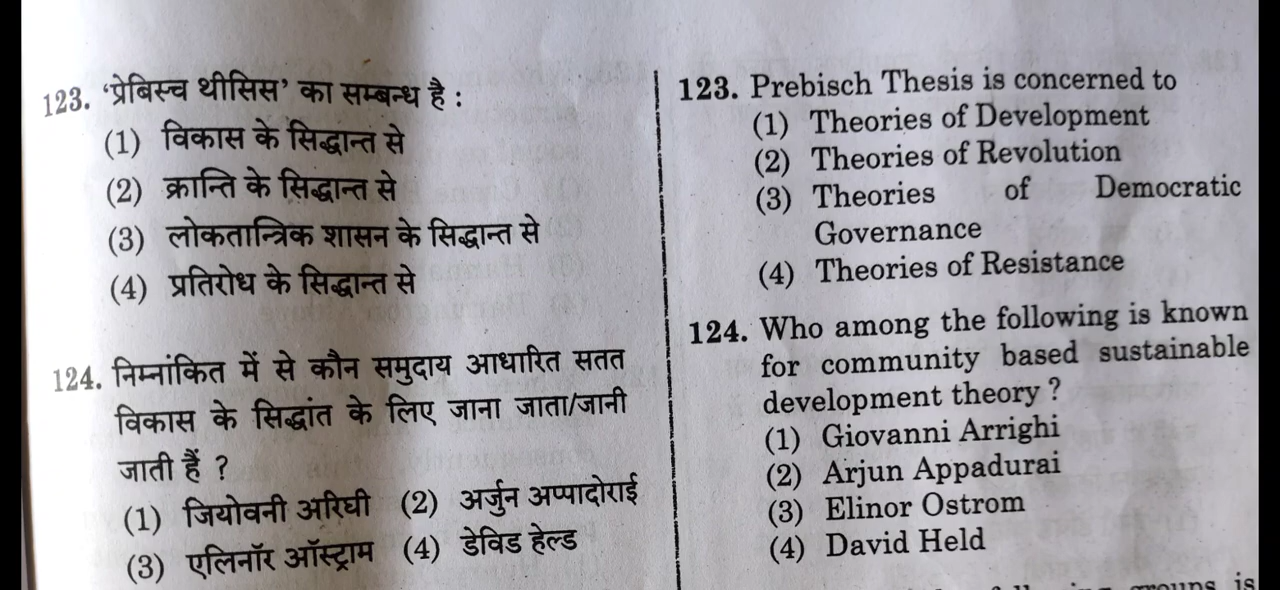 123. ‘प्रेबिस्च थीसिस’ का सम्बन्ध है :
(1) विकास के सिद्धान्त से
(2) क्रान्ति के सिद्धान्त से
(3) लोकतान्त्रिक शासन के सिद्धान्त से
(4) प्रतिरोध के सिद्धान्त से
124. निम्नांकित में से कौन समुदाय आधारित सतत
विकास के सिद्धांत के लिए जाना जाता/जानी
जाती हैं ?
(1) जियोवनी अरिघी (2) अर्जुन अप्पादोराई
(3) एलिनॉर ऑस्ट्राम (4) डेविड हेल्ड
123. Prebisch Thesis is concerned to
(1) Theories of Development
(2) Theories of Revolution
(3) Theories of Democratic
Governance
(4) Theories of Resistance
124. Who among the following is known
for community based sustainable
development theory ?
(1) Giovanni Arrighi
(2) Arjun Appadurai
(3) Elinor Ostrom
(4) David Held
groups is